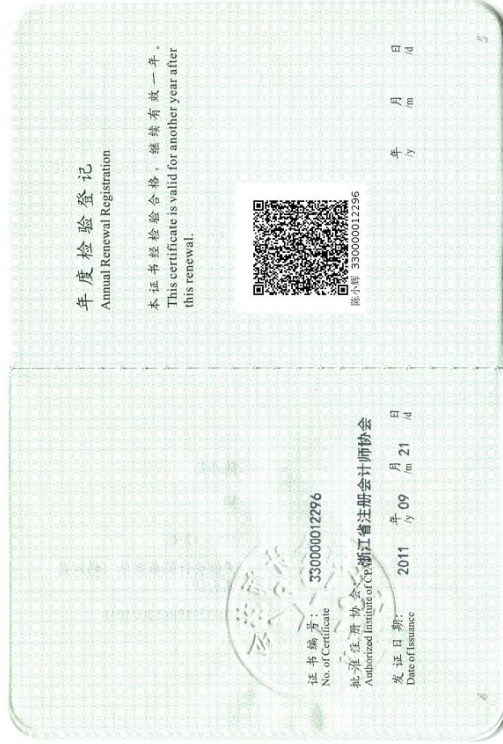 年度检验登记
Annual Renewal Registration
本证书经检验合格，继续有效一年。
This certificate is valid for another year after
this renewal.
陈小辉 330000012296
年 月 日
/y /m /d
5
证书编号： 330000012296
No. of Certificate
批准注册协会：浙江省注册会计师协会
Authorized Institute of CPAs
发证日期： 2011 年 09 月 21 日
Date of Issuance /y /m /d
4